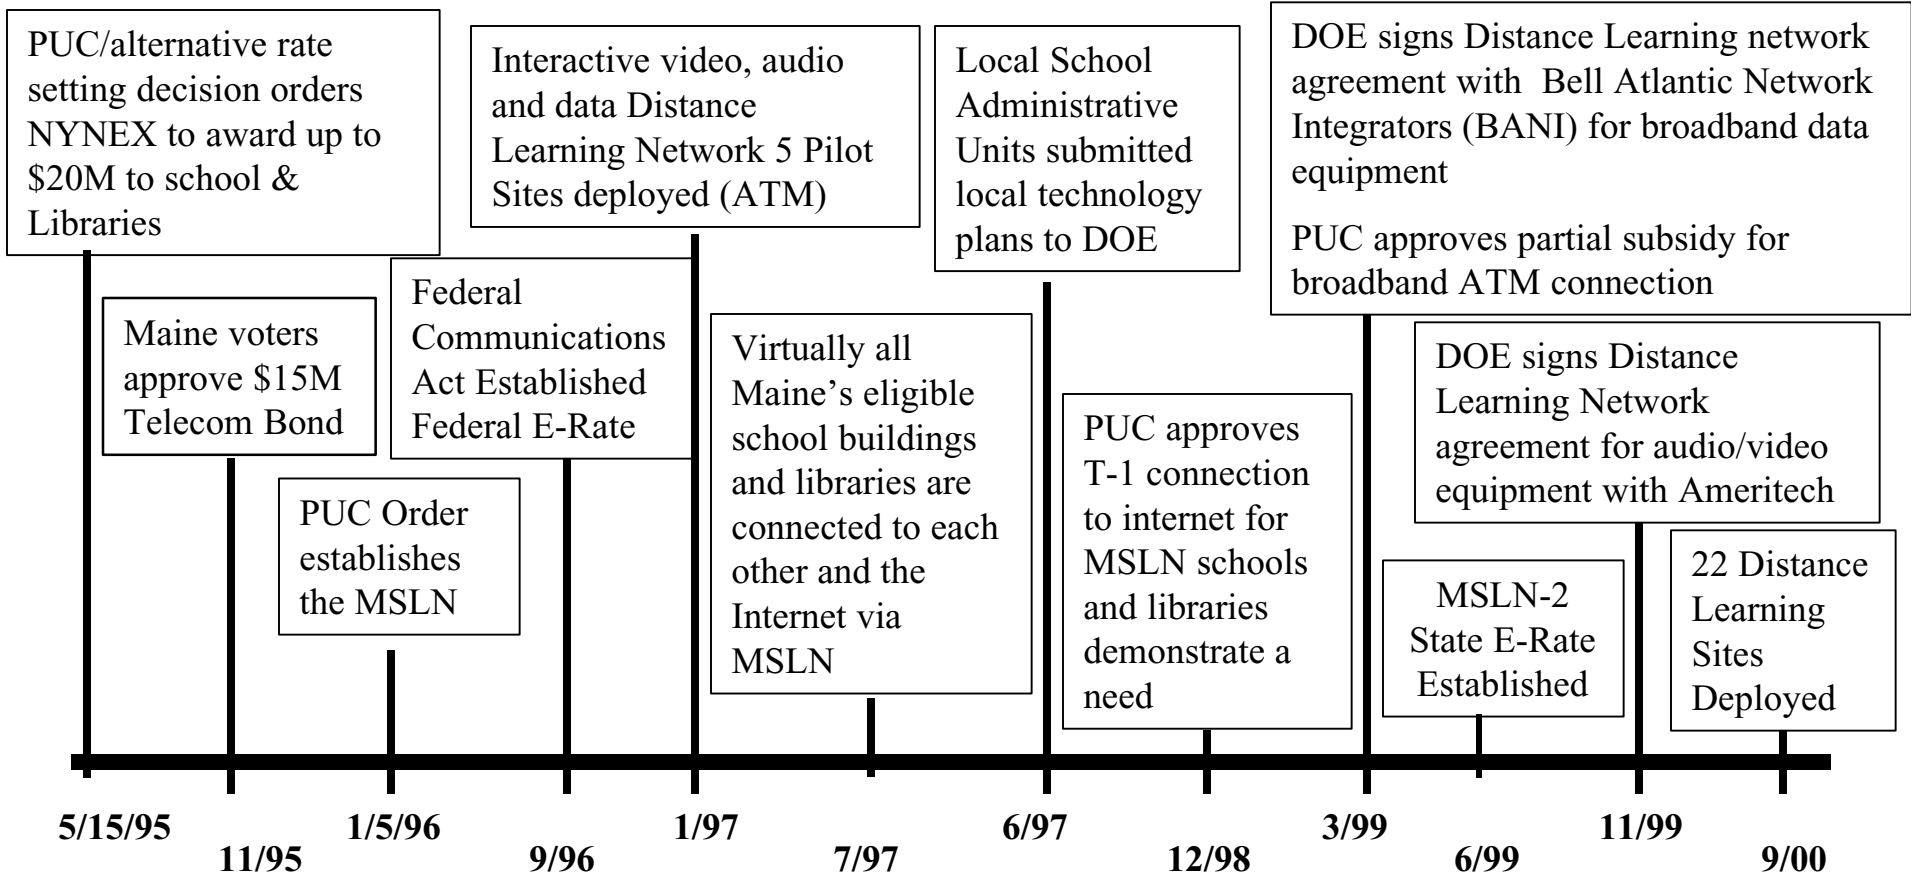 PUC/alternative rate
setting decision orders
NYNEX to award up to
$20M to school &
Libraries
Maine voters
approve $15M
Telecom Bond
PUC Order
establishes
the MSLN
Federal
Communications
Act Established
Federal E-Rate
Interactive video, audio
and data Distance
Learning Network 5 Pilot
Sites deployed (ATM)
Virtually all
Maine’s eligible
school buildings
and libraries are
connected to each
other and the
Internet via
MSLN
Local School
Administrative
Units submitted
local technology
plans to DOE
PUC approves
T-1 connection
to internet for
MSLN schools
and libraries
demonstrate a
need
DOE signs Distance Learning network
agreement with Bell Atlantic Network
Integrators (BANI) for broadband data
equipment
PUC approves partial subsidy for
broadband ATM connection
MSLN-2
State E-Rate
Established
DOE signs Distance
Learning Network
agreement for audio/video
equipment with Ameritech
22 Distance
Learning
Sites
Deployed
5/15/95
11/95
1/5/96
9/96
1/97
7/97
6/97
12/98
3/99
6/99
11/99
9/00